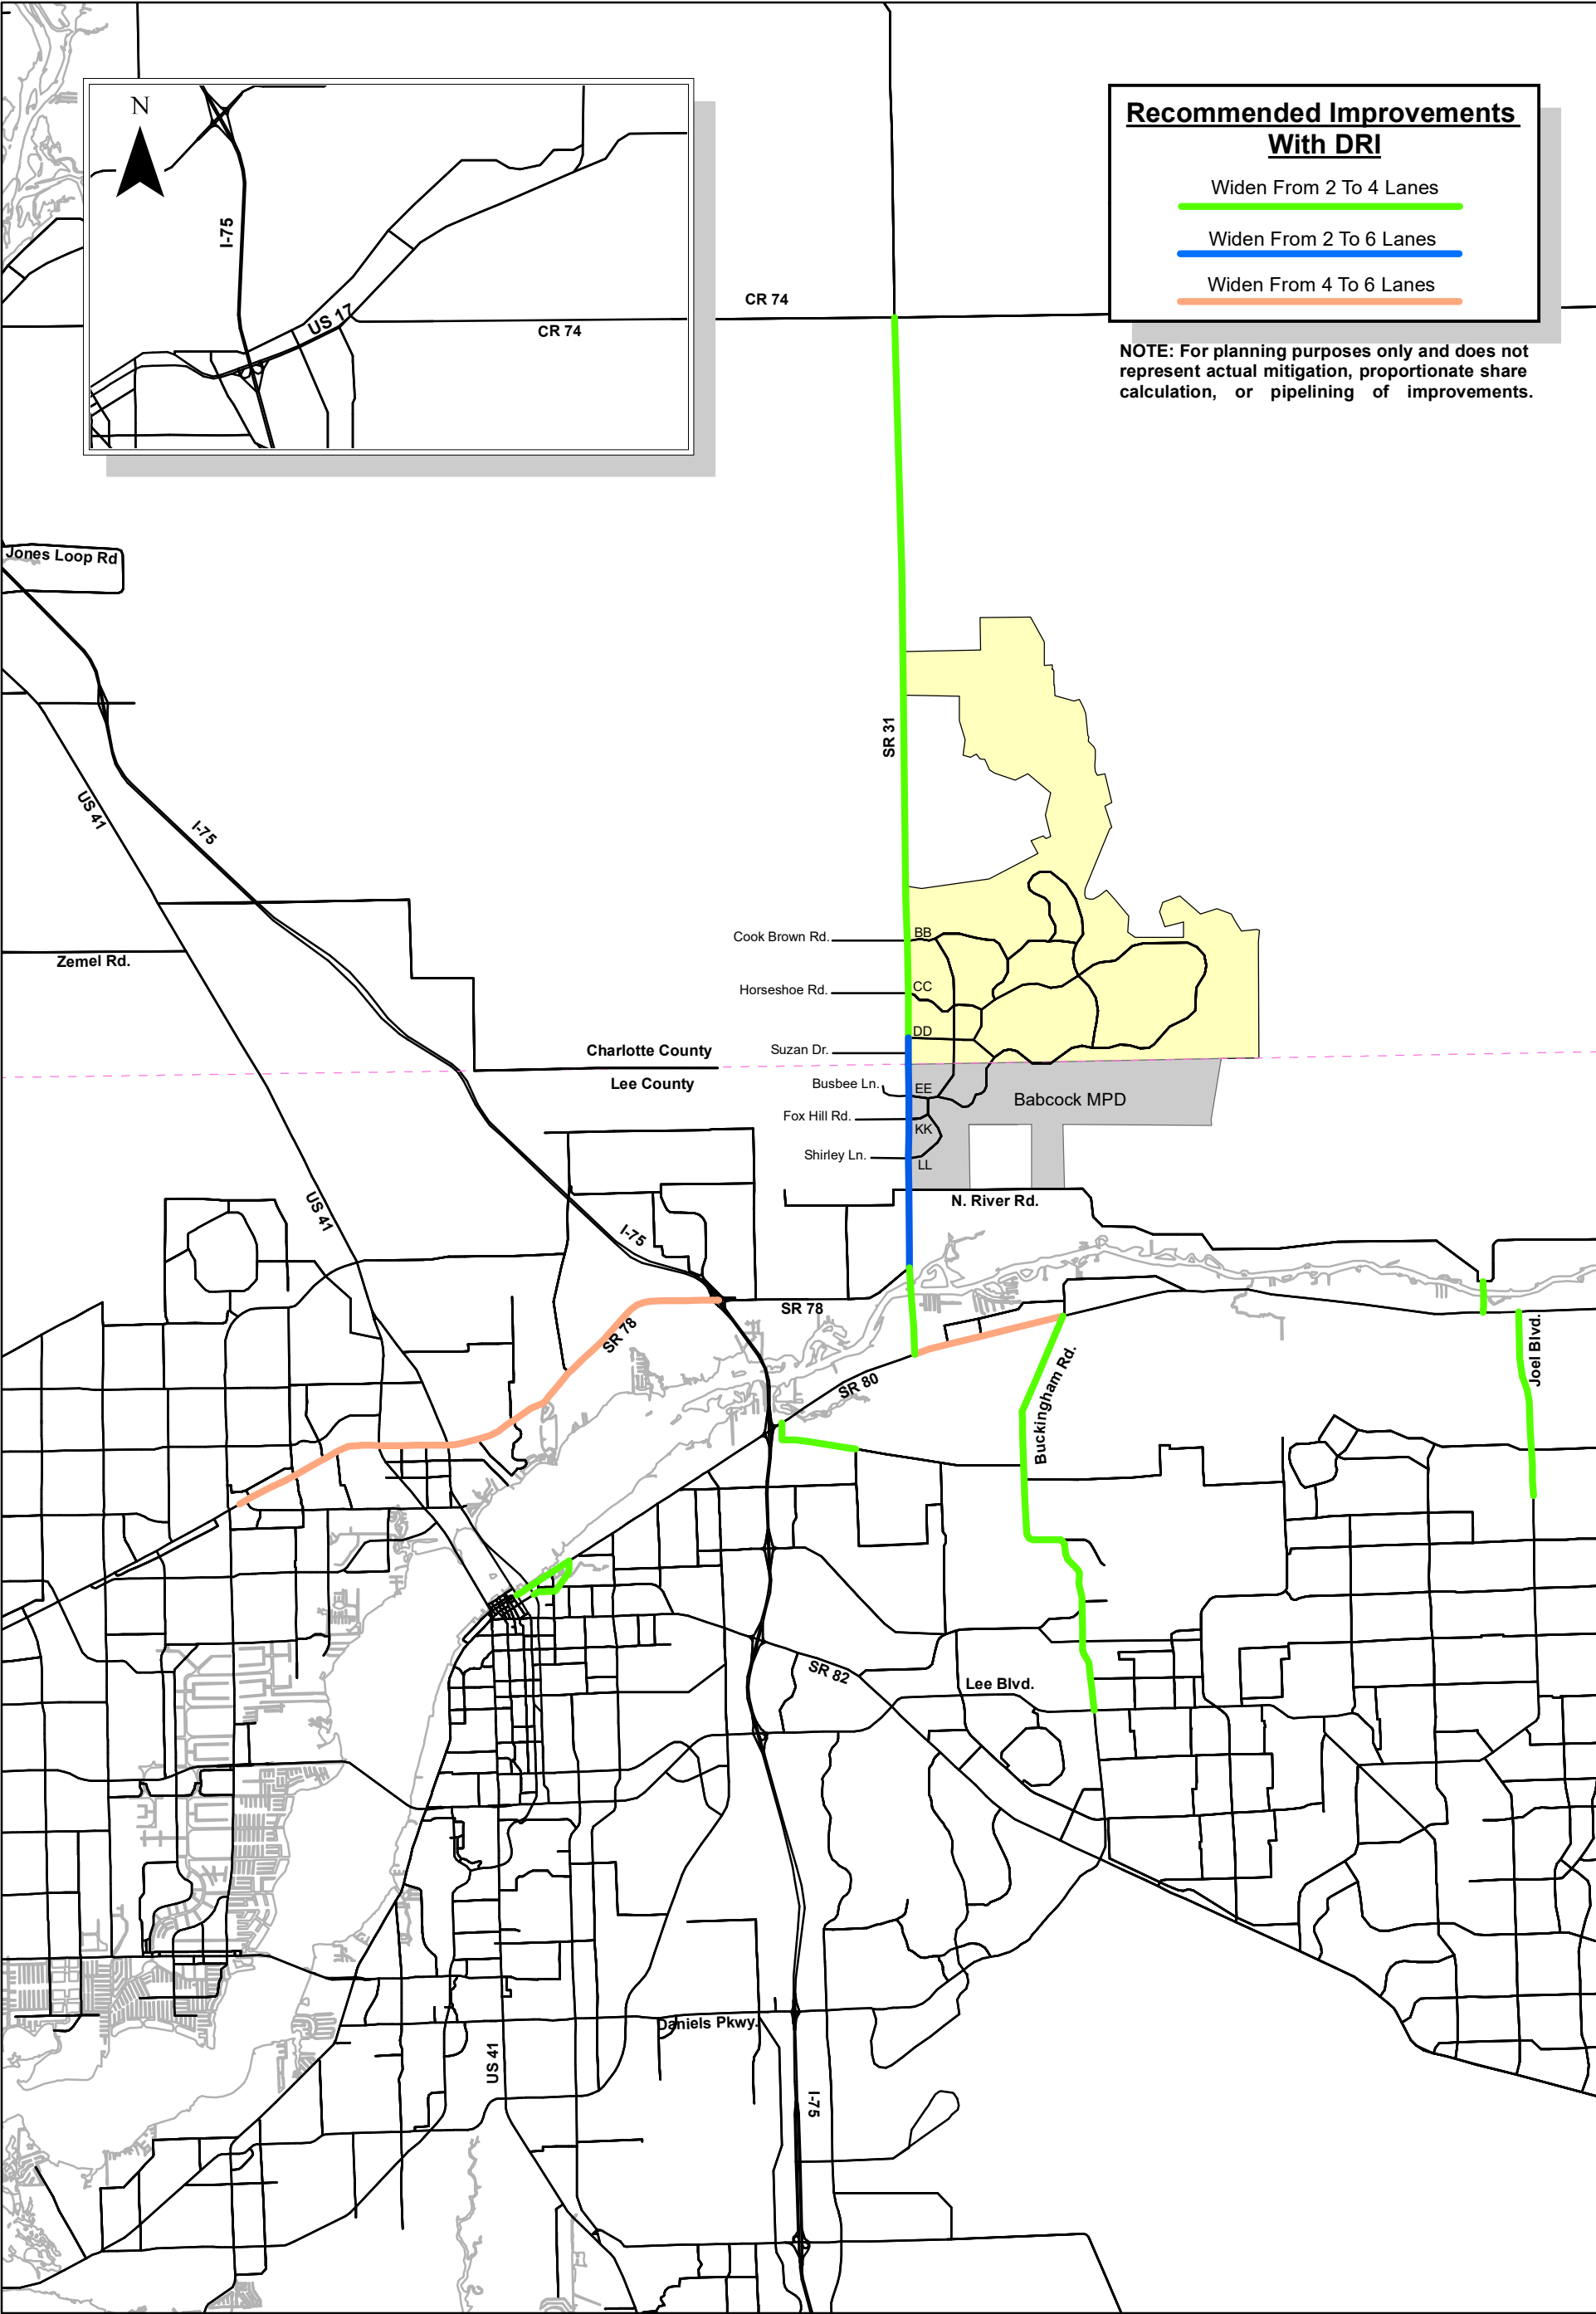 N
I-75
US 17
CR 74
CR 74
Recommended Improvements
With DRI
Widen From 2 To 4 Lanes
Widen From 2 To 6 Lanes
Widen From 4 To 6 Lanes
NOTE: For planning purposes only and does not
represent actual mitigation, proportionate share
calculation, or pipelining of improvements.
Jones Loop Rd
SR 31
US 41
I-75
Zemel Rd.
Cook Brown Rd.
BB
Horseshoe Rd.
CC
DD
Suzan Dr.
Charlotte County
Lee County
Busbee Ln.
EE
Babcock MPD
Fox Hill Rd.
KK
Shirley Ln.
LL
N. River Rd.
US 41
I-75
SR 78
SR 78
SR 80
Buckingham Rd.
Joel Blvd.
SR 82
Lee Blvd.
Daniels Pkwy.
US 41
I-75